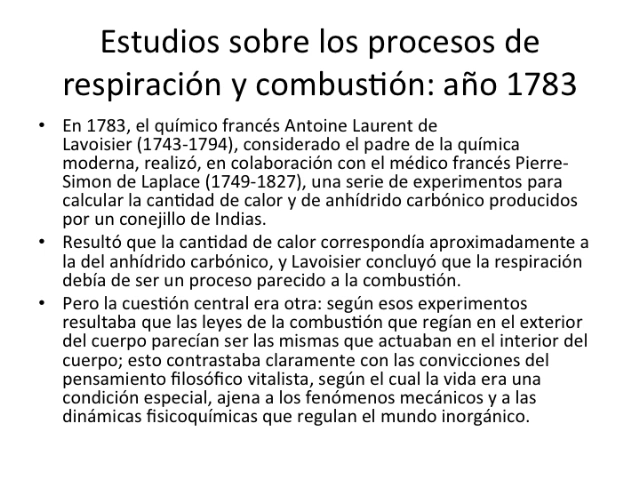 Estudios sobre los procesos de
respiración y combustión: año 1783
• En 1783, el químico francés Antoine Laurent de
Lavoisier (1743-1794), considerado el padre de la química
moderna, realizó, en colaboración con el médico francés Pierre-
Simon de Laplace (1749-1827), una serie de experimentos para
calcular la cantidad de calor y de anhídrido carbónico producidos
por un conejillo de Indias.
• Resultó que la cantidad de calor correspondía aproximadamente a
la del anhídrido carbónico, y Lavoisier concluyó que la respiración
debía de ser un proceso parecido a la combustión.
• Pero la cuestión central era otra: según esos experimentos
resultaba que las leyes de la combustión que regían en el exterior
del cuerpo parecían ser las mismas que actuaban en el interior del
cuerpo; esto contrastaba claramente con las convicciones del
pensamiento filosófico vitalista, según el cual la vida era una
condición especial, ajena a los fenómenos mecánicos y a las
dinámicas fisicoquímicas que regulan el mundo inorgánico.